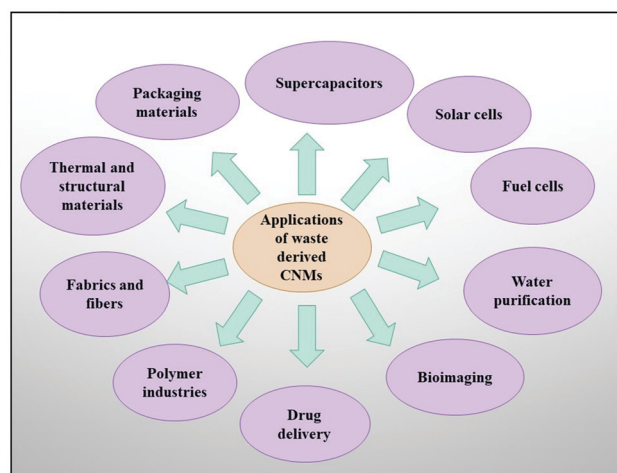 Supercapacitors
Packaging
materials
Solar cells
Thermal and
structural
materials
Fuel cells
Applications
of waste
derived
CNMs
Fabrics and
fibers
Water
purification
Polymer
industries
Bioimaging
Drug
delivery